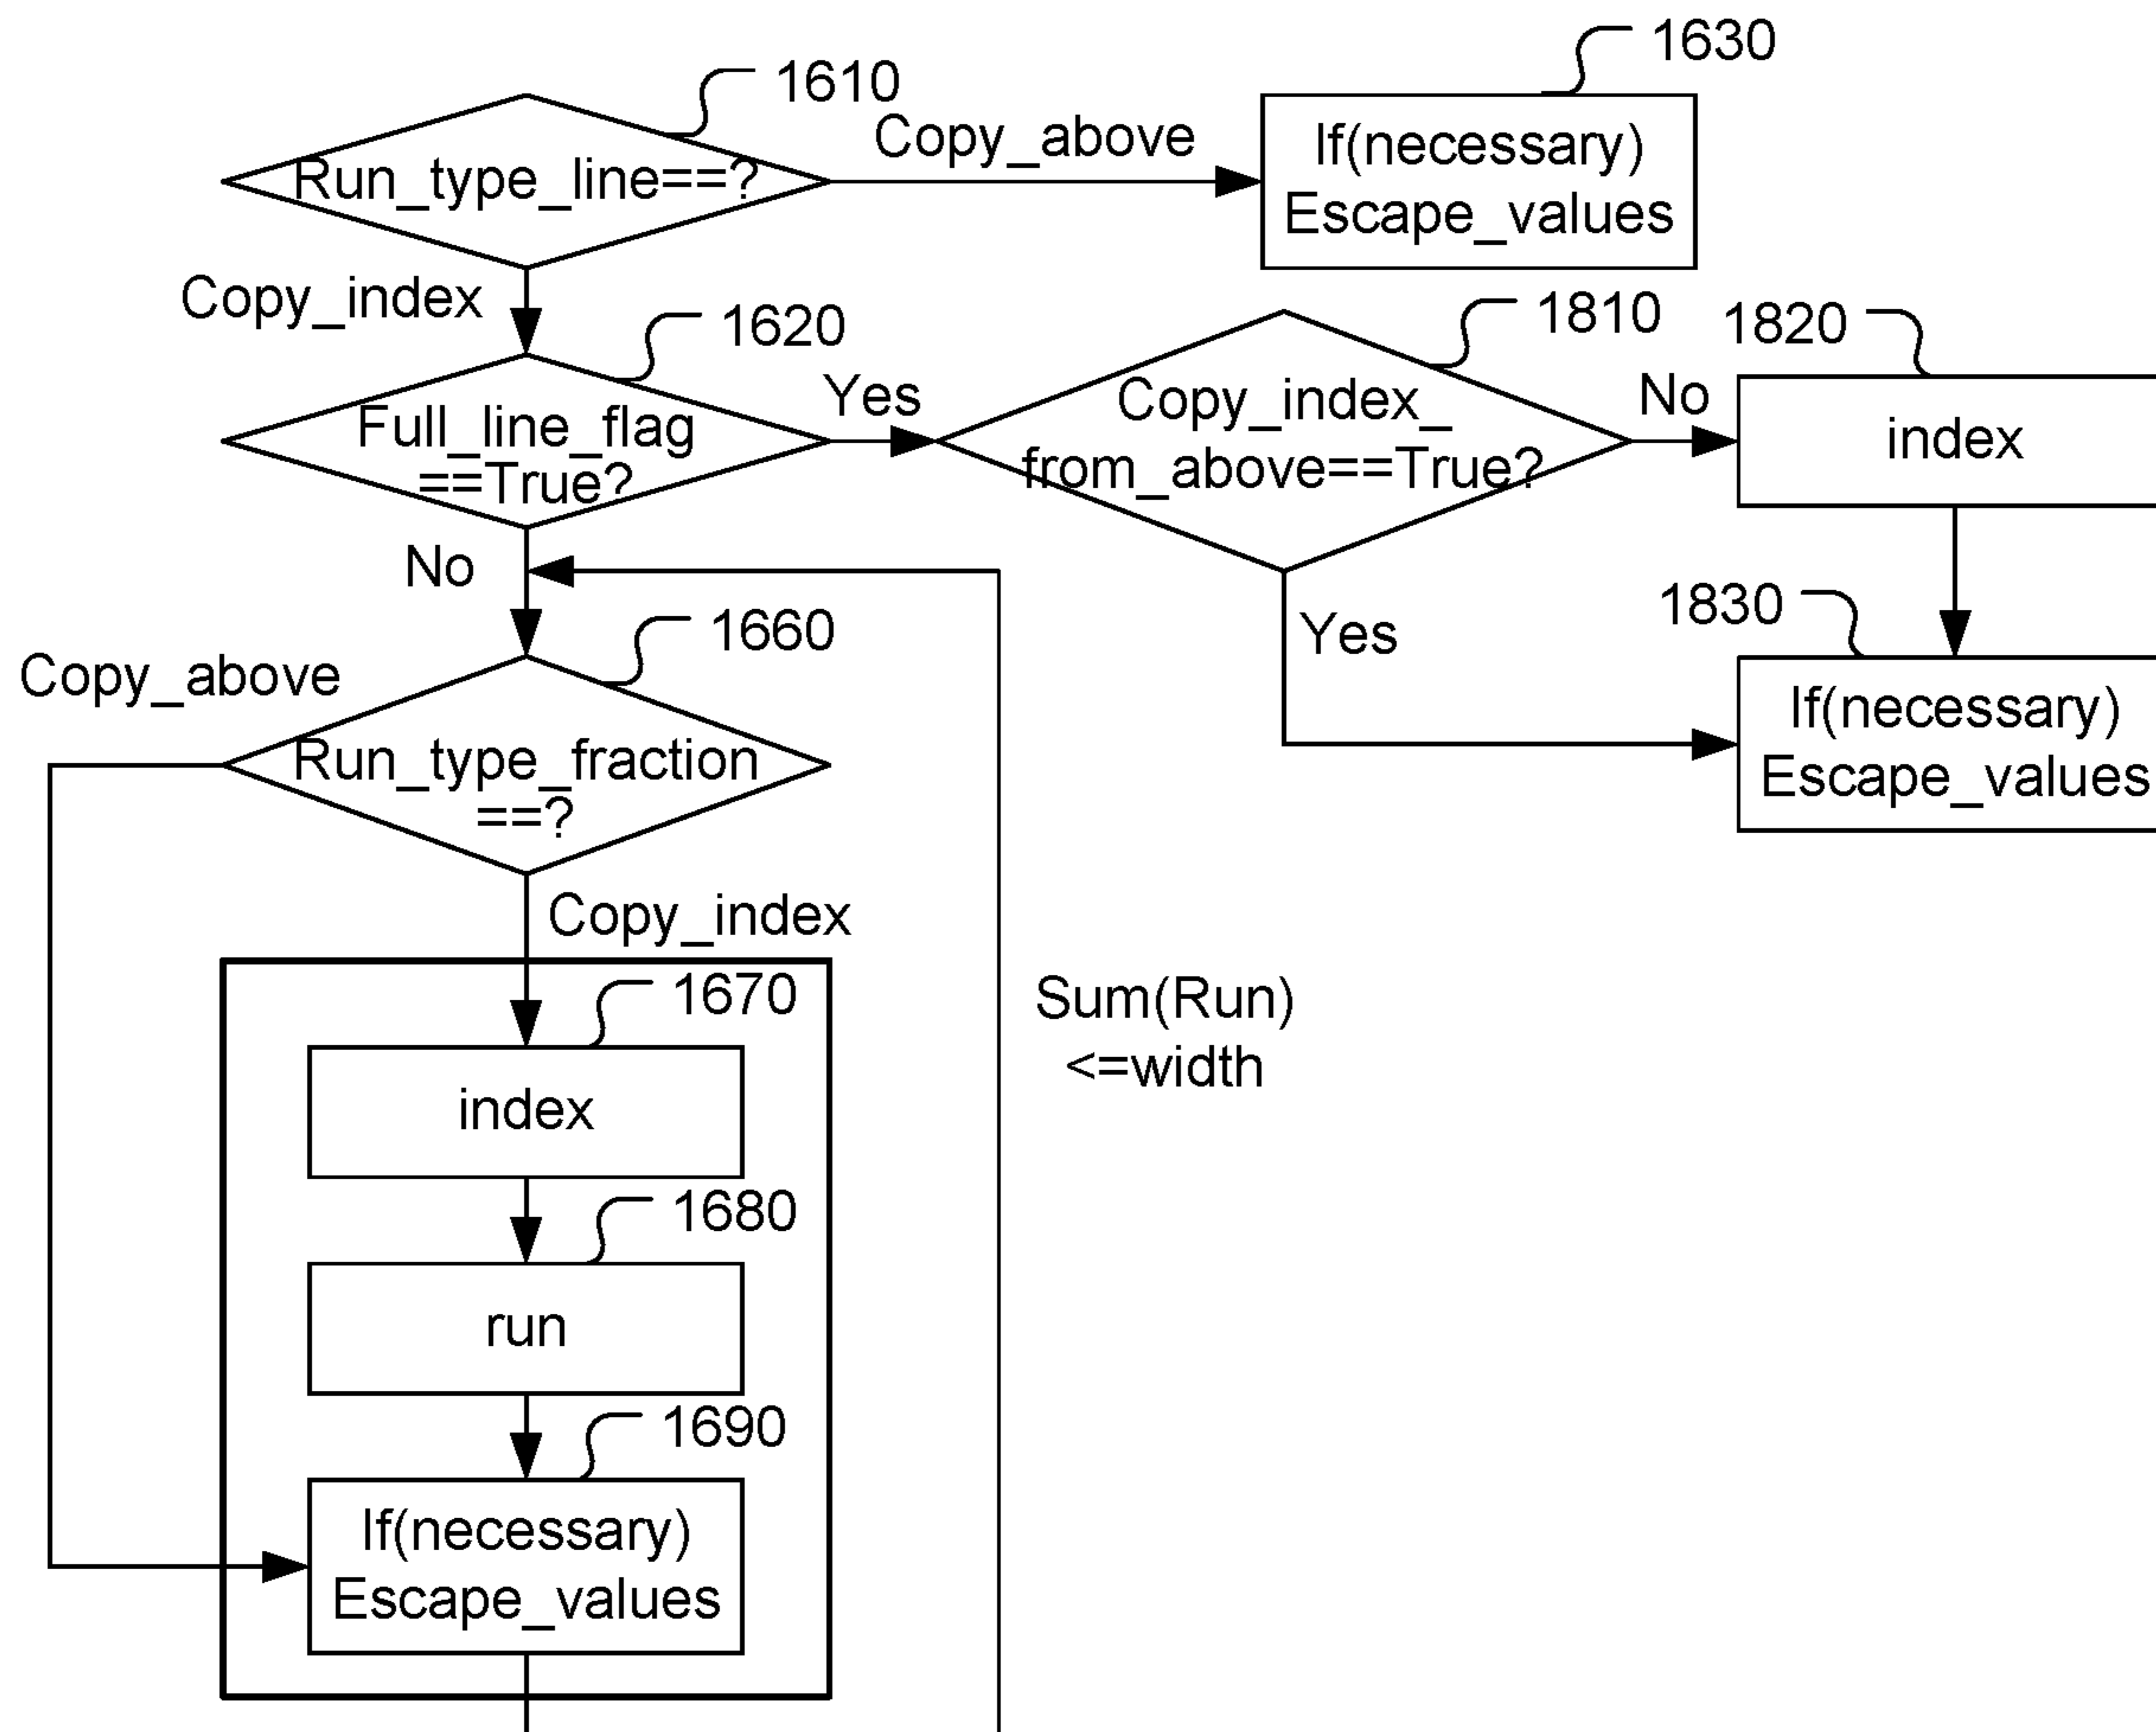 1630
1610
Copy_above
If(necessary)
Escape_values
Run_type_line==?
Copy_index
1620
1810
1820
Yes
Copy_index_
from_above==True?
No
index
Full_line_flag
==True?
No
1660
Yes
1830
If(necessary)
Escape_values
Copy_above
Run_type_fraction
==?
Copy_index
1670
index
Sum(Run)
<=width
1680
run
1690
If(necessary)
Escape_values